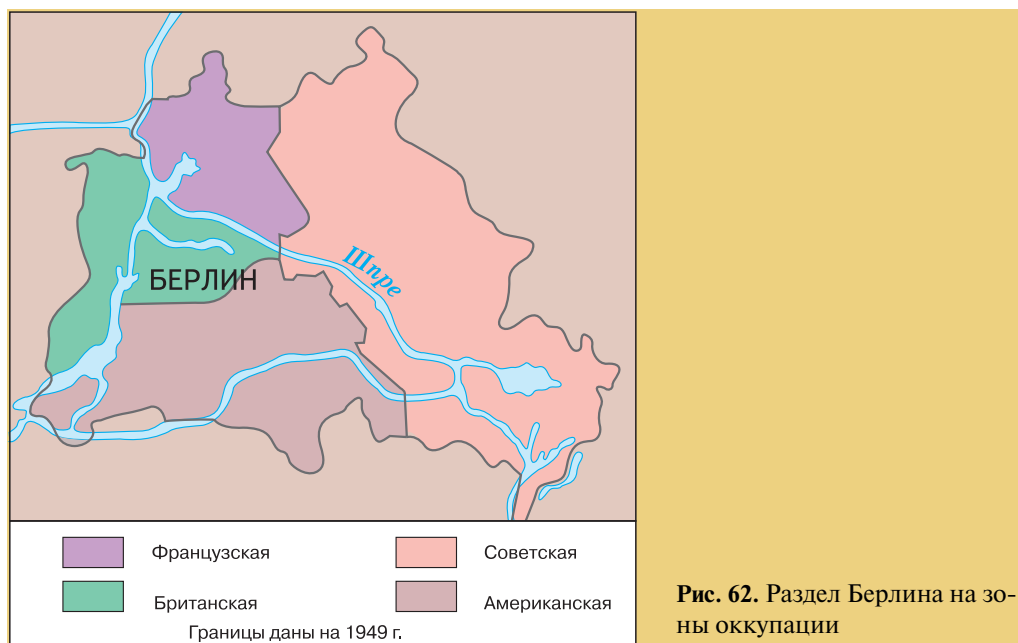 Шпре
БЕРЛИН
Французская
Советская
Британская
Американская
Границы даны на 1949 г.
Рис. 62. Раздел Берлина на зо-
ны оккупации